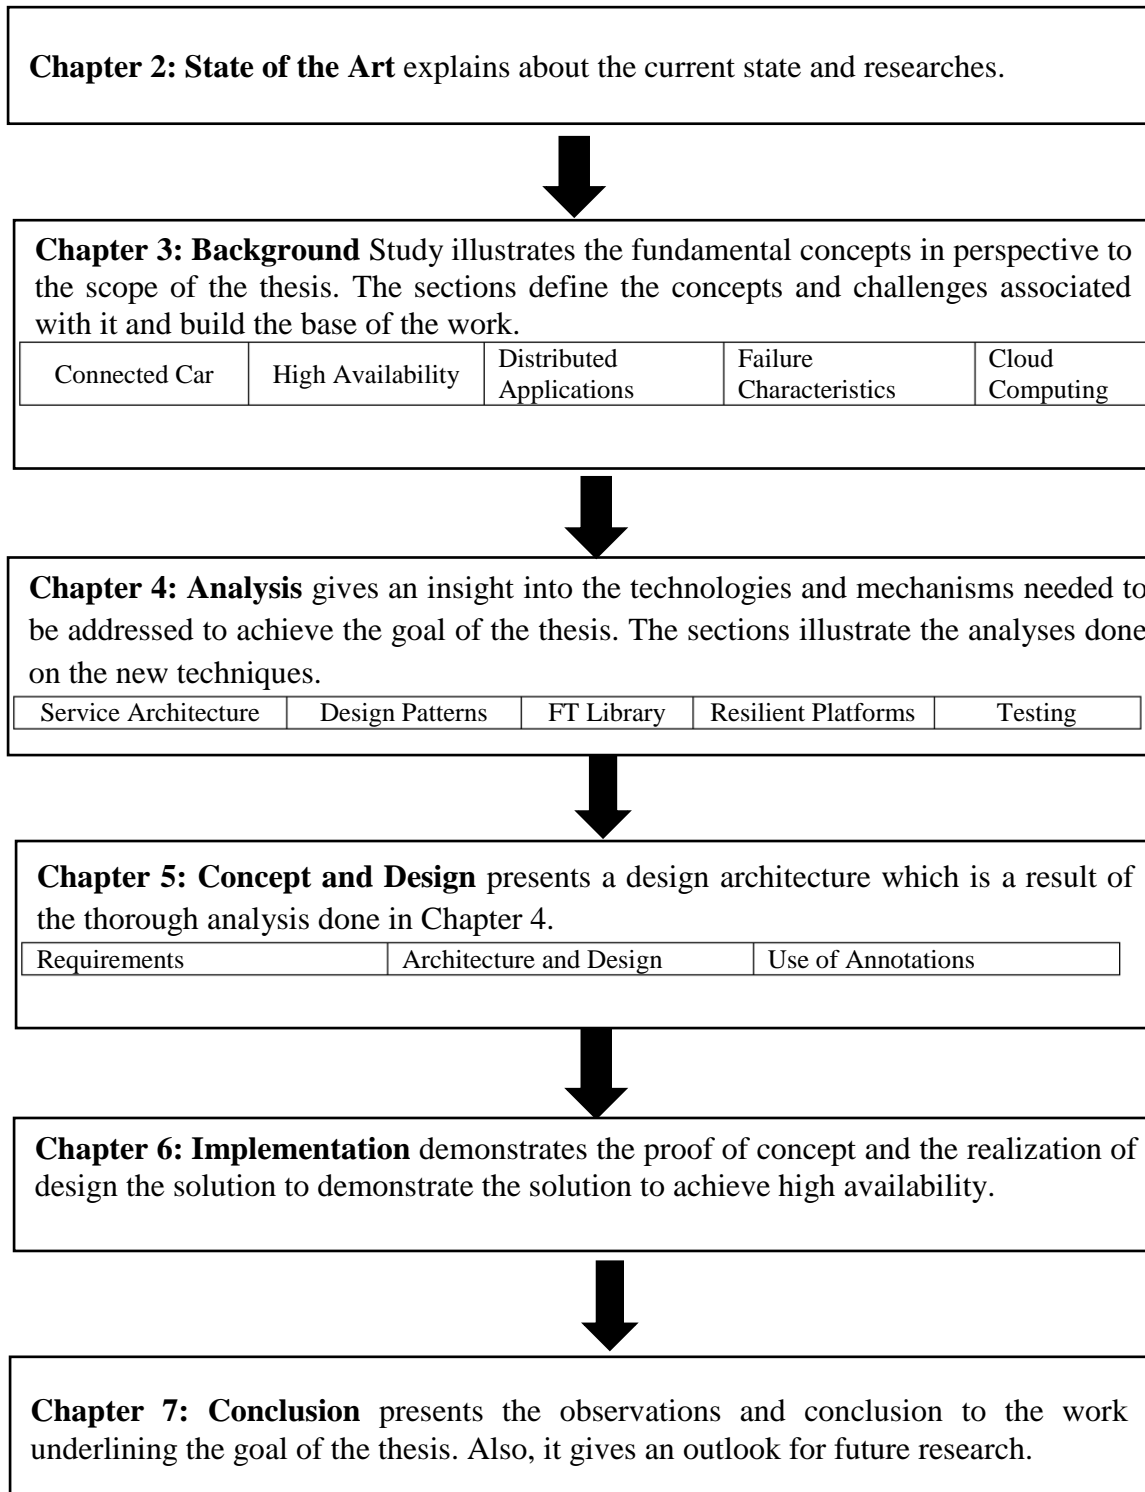 Chapter 2: State of the Art explains about the current state and researches.
Chapter 3: Background Study illustrates the fundamental concepts in perspective to
the scope of the thesis. The sections define the concepts and challenges associated
with it and build the base of the work.
Connected Car High Availability Distributed Applications Failure Characteristics Cloud Computing
Chapter 4: Analysis gives an insight into the technologies and mechanisms needed to
be addressed to achieve the goal of the thesis. The sections illustrate the analyses done
on the new techniques.
Service Architecture Design Patterns FT Library Resilient Platforms Testing
Chapter 5: Concept and Design presents a design architecture which is a result of
the thorough analysis done in Chapter 4.
Requirements Architecture and Design Use of Annotations
Chapter 6: Implementation demonstrates the proof of concept and the realization of
design the solution to demonstrate the solution to achieve high availability.
Chapter 7: Conclusion presents the observations and conclusion to the work
underlining the goal of the thesis. Also, it gives an outlook for future research.